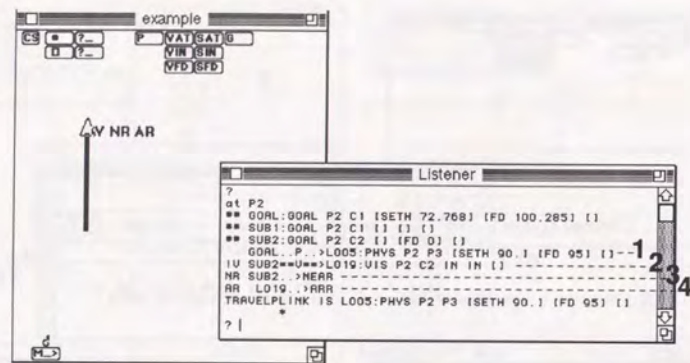 example
CS * ?_ P VAT SAT G
□ ?_ VIN SIN
VFD SFD
V NR AR
M..>
Listener
?
at P2
** GOAL:GOAL P2 C1 [SETH 72.768] [FD 100.285] []
** SUB1:GOAL P2 C1 [] [] []
** SUB2:GOAL P2 C2 [] [FD 0] []
GOAL..P..>L005:PHYS P2 P3 [SETH 90.] [FD 95] [] --1
IV SUB2==V==>L019:VIS P2 C2 IN IN [] ------------2
NR SUB2..>NEAR ------------3
AR L019..>RRR ------------4
TRAVELPLINK IS L005:PHYS P2 P3 [SETH 90.] [FD 95] []
*
? |